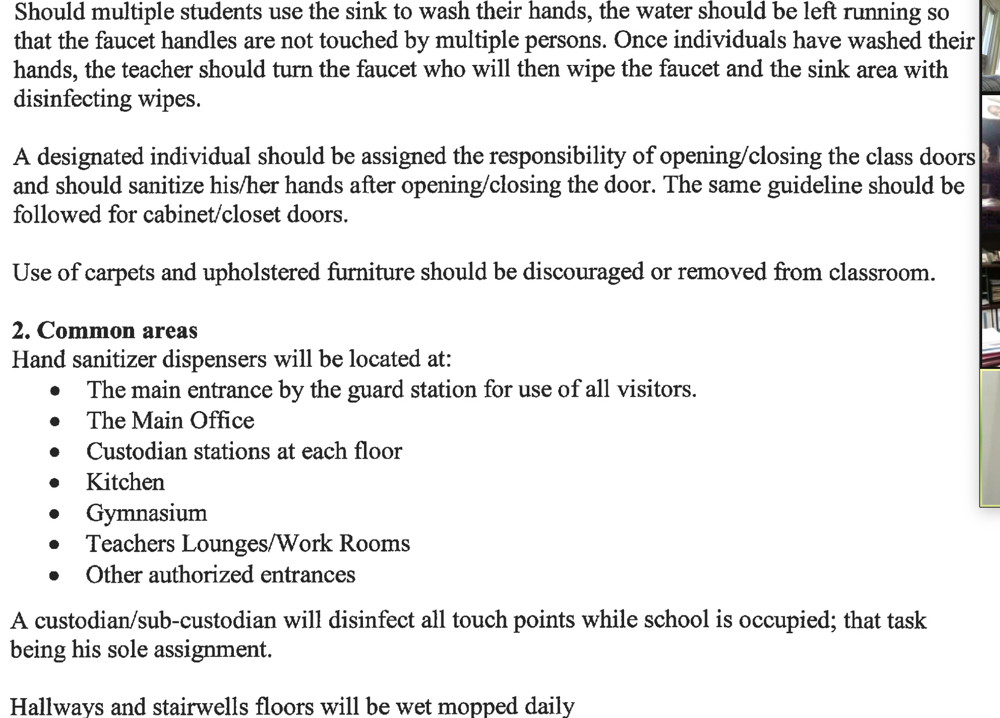 Should multiple students use the sink to wash their hands, the water should be left running so
that the faucet handles are not touched by multiple persons. Once individuals have washed their
hands, the teacher should turn the faucet who will then wipe the faucet and the sink area with
disinfecting wipes.
A designated individual should be assigned the responsibility of opening/closing the class doors
and should sanitize his/her hands after opening/closing the door. The same guideline should be
followed for cabinet/closet doors.
Use of carpets and upholstered furniture should be discouraged or removed from classroom.
2. Common areas
Hand sanitizer dispensers will be located at:
• The main entrance by the guard station for use of all visitors.
• The Main Office
• Custodian stations at each floor
• Kitchen
• Gymnasium
• Teachers Lounges/Work Rooms
• Other authorized entrances
A custodian/sub-custodian will disinfect all touch points while school is occupied; that task
being his sole assignment.
Hallways and stairwells floors will be wet mopped daily